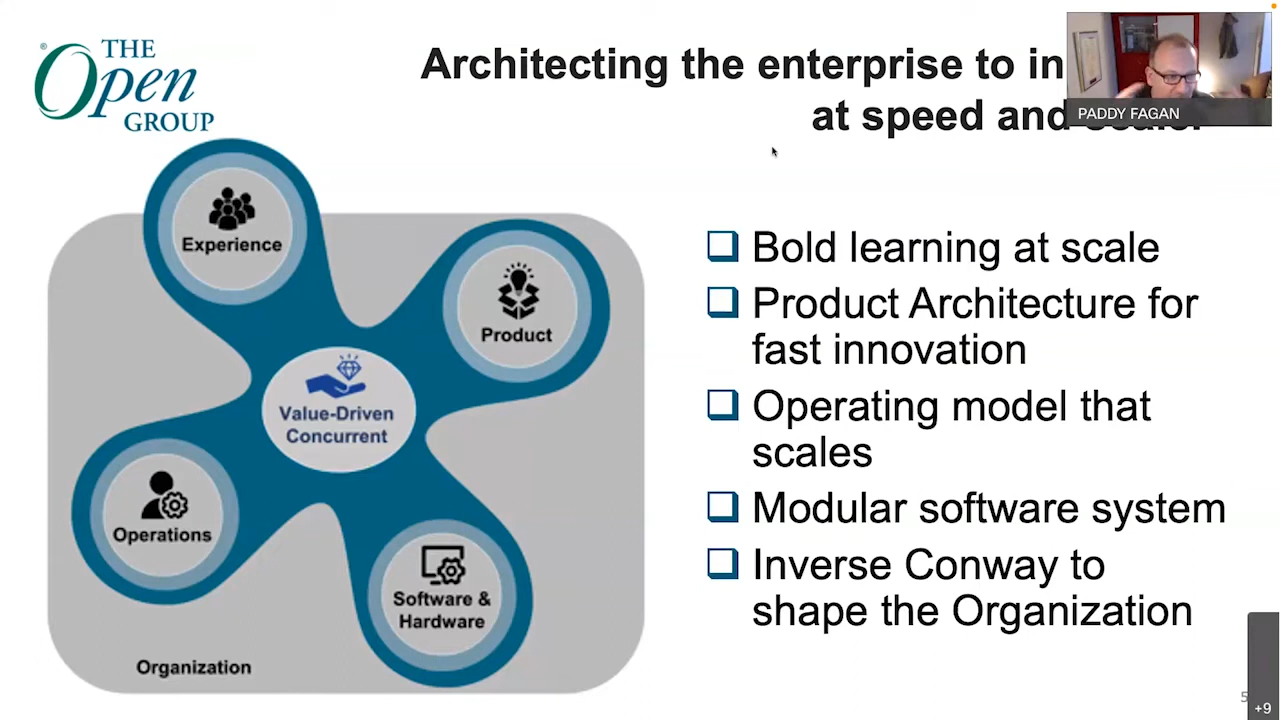 THE
Open
GROUP
®
Architecting the enterprise to in
at speed and
PADDY FAGAN
Experience
Product
Value-Driven
Concurrent
Operations
Software &
Hardware
Organization
Bold learning at scale
Product Architecture for
fast innovation
Operating model that
scales
Modular software system
Inverse Conway to
shape the Organization
5
+9